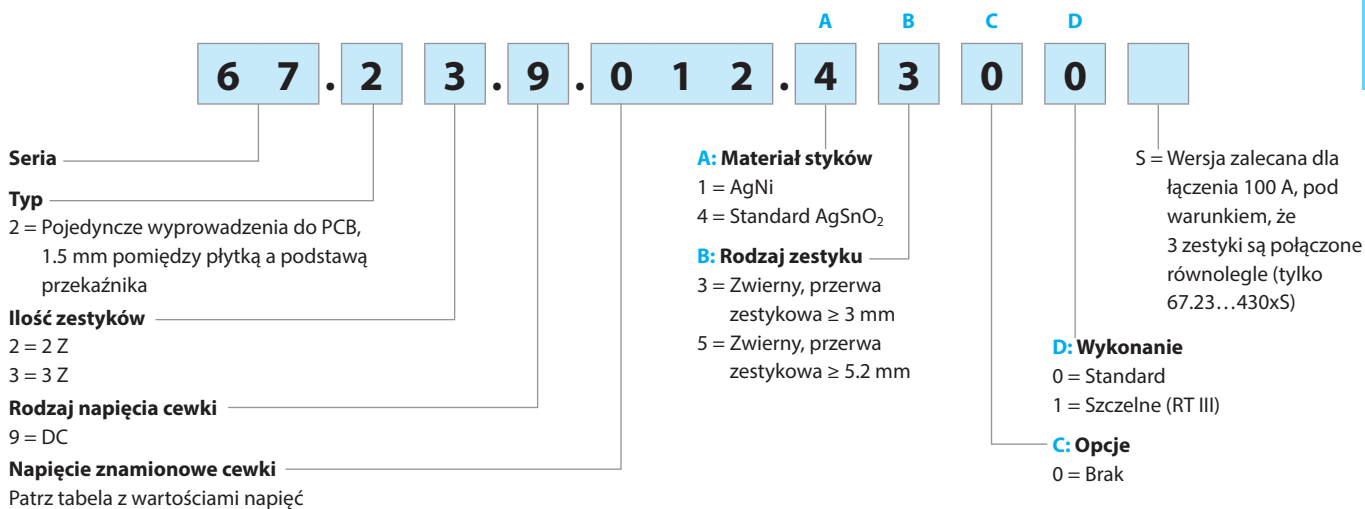 A B C D
6 7 . 2 3 . 9 . 0 1 2 . 4 3 0 0
Seria
Typ
2 = Pojedyncze wyprowadzenia do PCB,
1.5 mm pomiędzy płytką a podstawą
przekaźnika
Ilość zestyków
2 = 2 Z
3 = 3 Z
Rodzaj napięcia cewki
9 = DC
Napięcie znamionowe cewki
Patrz tabela z wartościami napięć
A: Materiał styków
1 = AgNi
4 = Standard AgSnO₂
B: Rodzaj zestyku
3 = Zwierny, przerwa
zestykowa ≥ 3 mm
5 = Zwierny, przerwa
zestykowa ≥ 5.2 mm
S = Wersja zalecana dla
łączenia 100 A, pod
warunkiem, że
3 zestyki są połączone
równolegle (tylko
67.23…430xS)
D: Wykonanie
0 = Standard
1 = Szczelne (RT III)
C: Opcje
0 = Brak